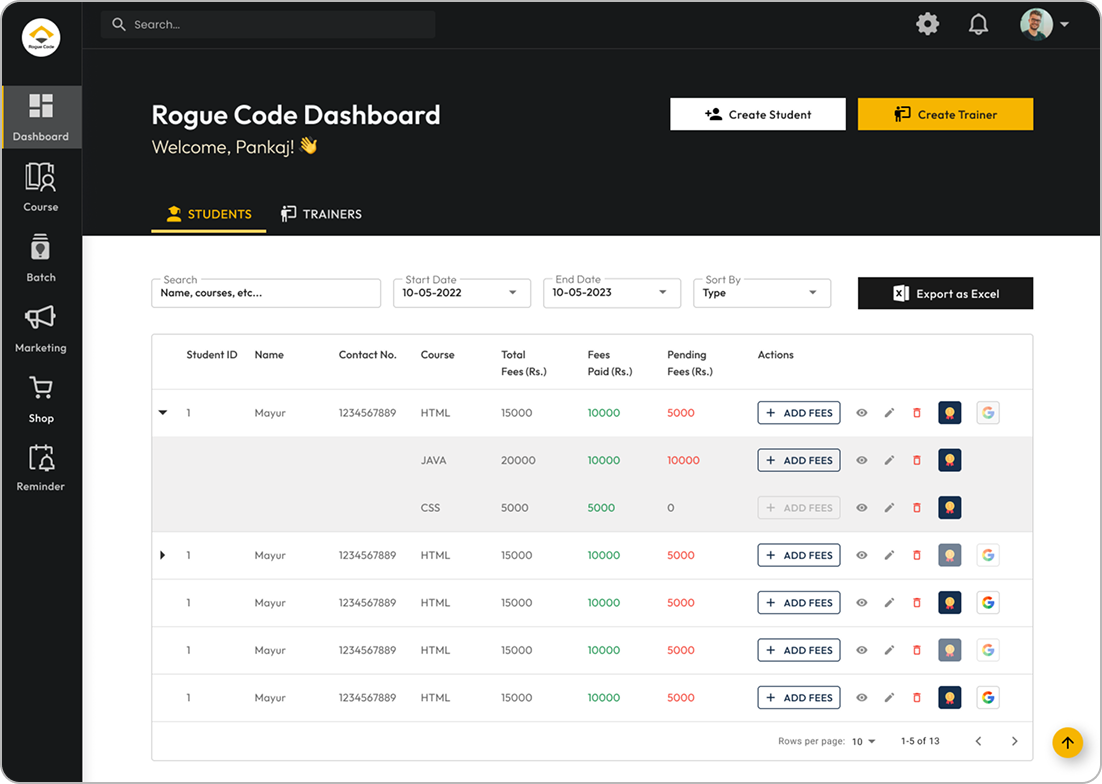 Rogue Code
Search...
Dashboard
Course
Batch
Marketing
Shop
Reminder
Rogue Code Dashboard
Welcome, Pankaj! 👋
Create Student
Create Trainer
STUDENTS
TRAINERS
Search
Name, courses, etc...
Start Date
10-05-2022
End Date
10-05-2023
Sort By
Type
Export as Excel
Student ID Name Contact No. Course Total Fees (Rs.) Fees Paid (Rs.) Pending Fees (Rs.) Actions
1 Mayur 1234567889 HTML 15000 10000 5000 + ADD FEES
JAVA 20000 10000 10000 + ADD FEES
CSS 5000 5000 0 + ADD FEES
1 Mayur 1234567889 HTML 15000 10000 5000 + ADD FEES
1 Mayur 1234567889 HTML 15000 10000 5000 + ADD FEES
1 Mayur 1234567889 HTML 15000 10000 5000 + ADD FEES
1 Mayur 1234567889 HTML 15000 10000 5000 + ADD FEES
Rows per page: 10 1-5 of 13